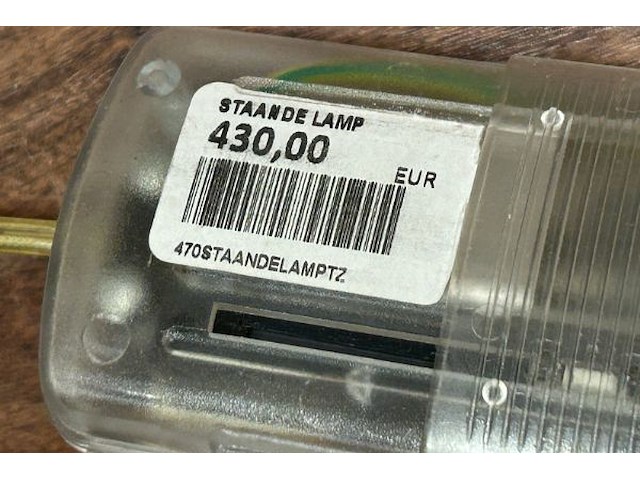 STAANDE LAMP
430,00
EUR
470STAANDELAMPTZ